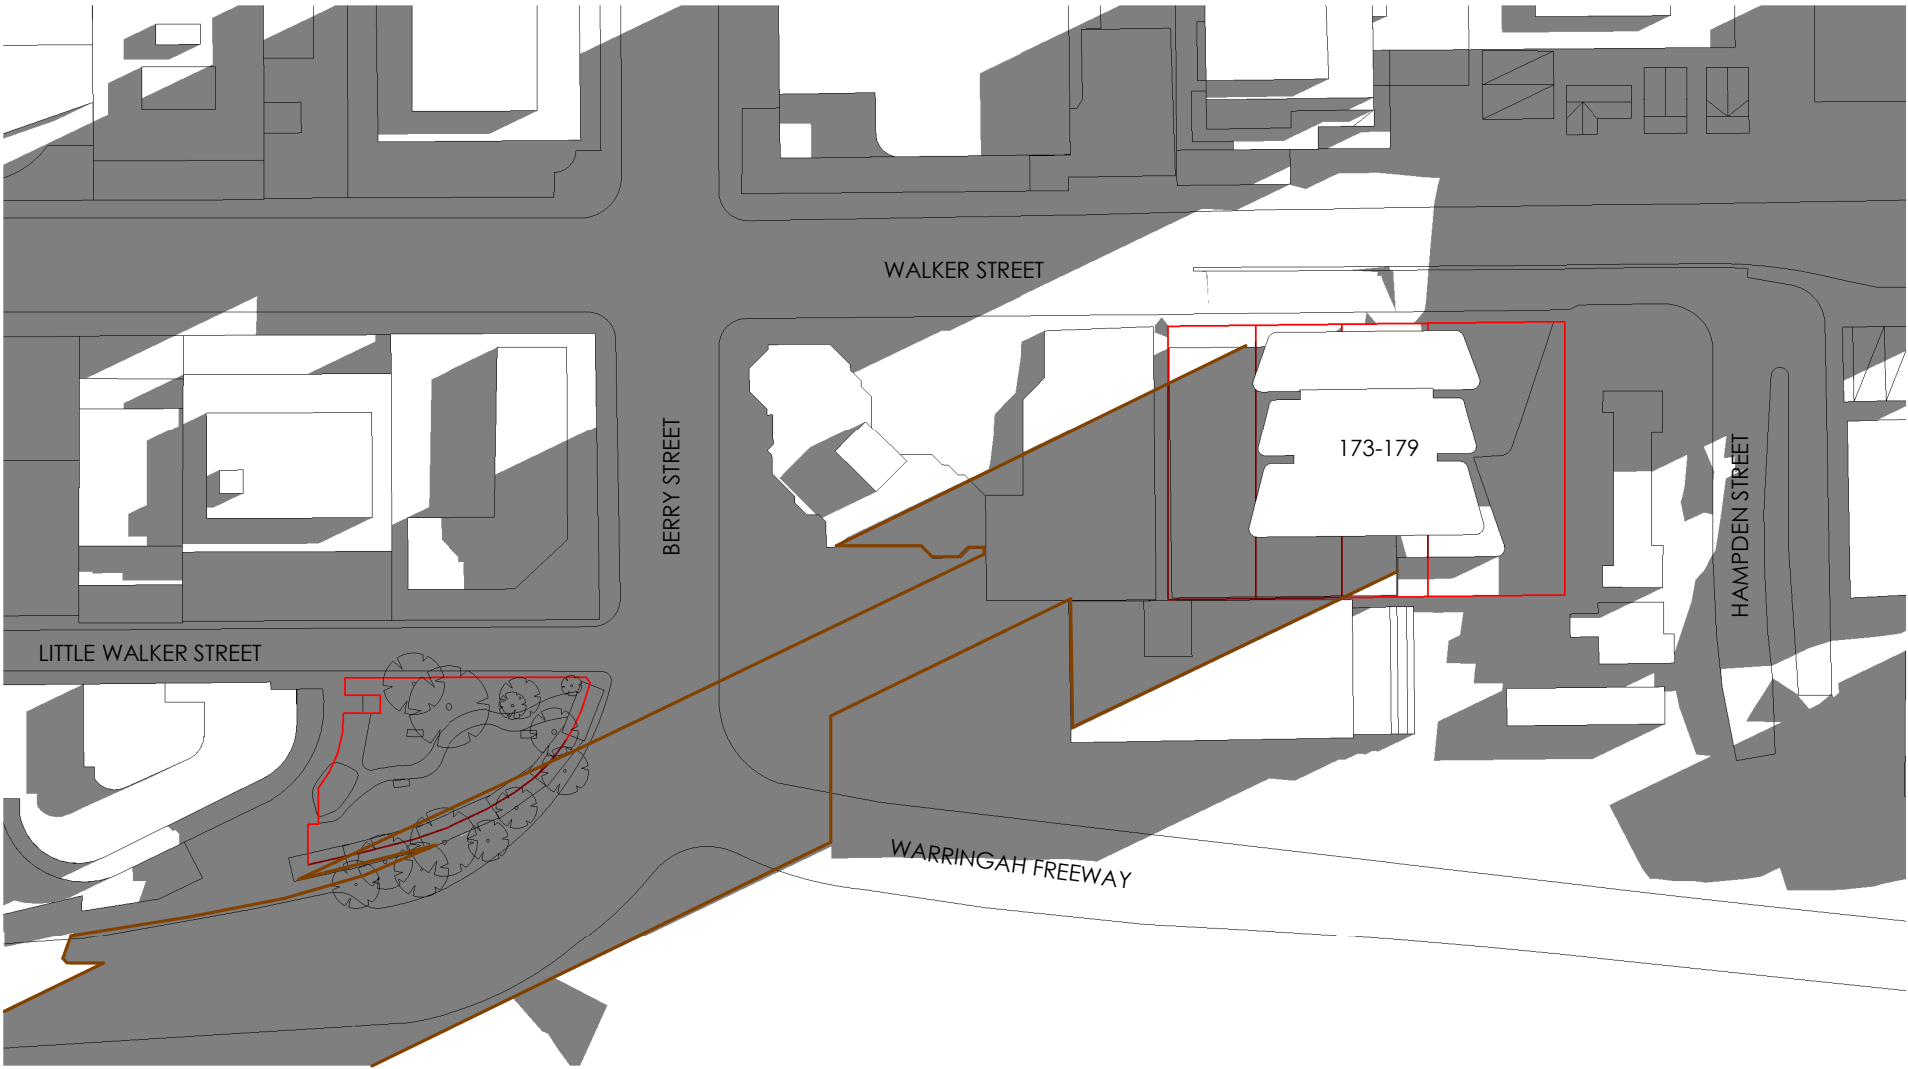 WALKER STREET
BERRY STREET
173-179
HAMPDEN STREET
LITTLE WALKER STREET
WARRINGAH FREEWAY